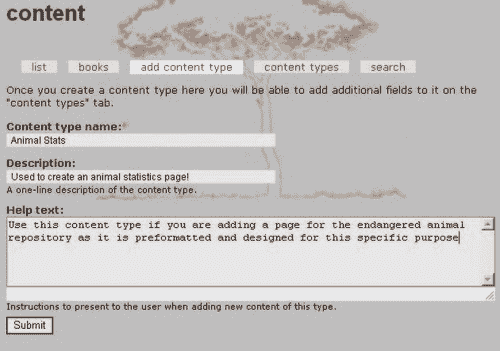 content
list books add content type content types search
Once you create a content type here you will be able to add additional fields to it on the
"content types" tab.
Content type name:*
Animal Stats
Description:
Used to create an animal statistics page!
A one-line description of the content type.
Help text:
Use this content type if you are adding a page for the endangered animal
repository as it is preformatted and designed for this specific purpose
Instructions to present to the user when adding new content of this type.
Submit